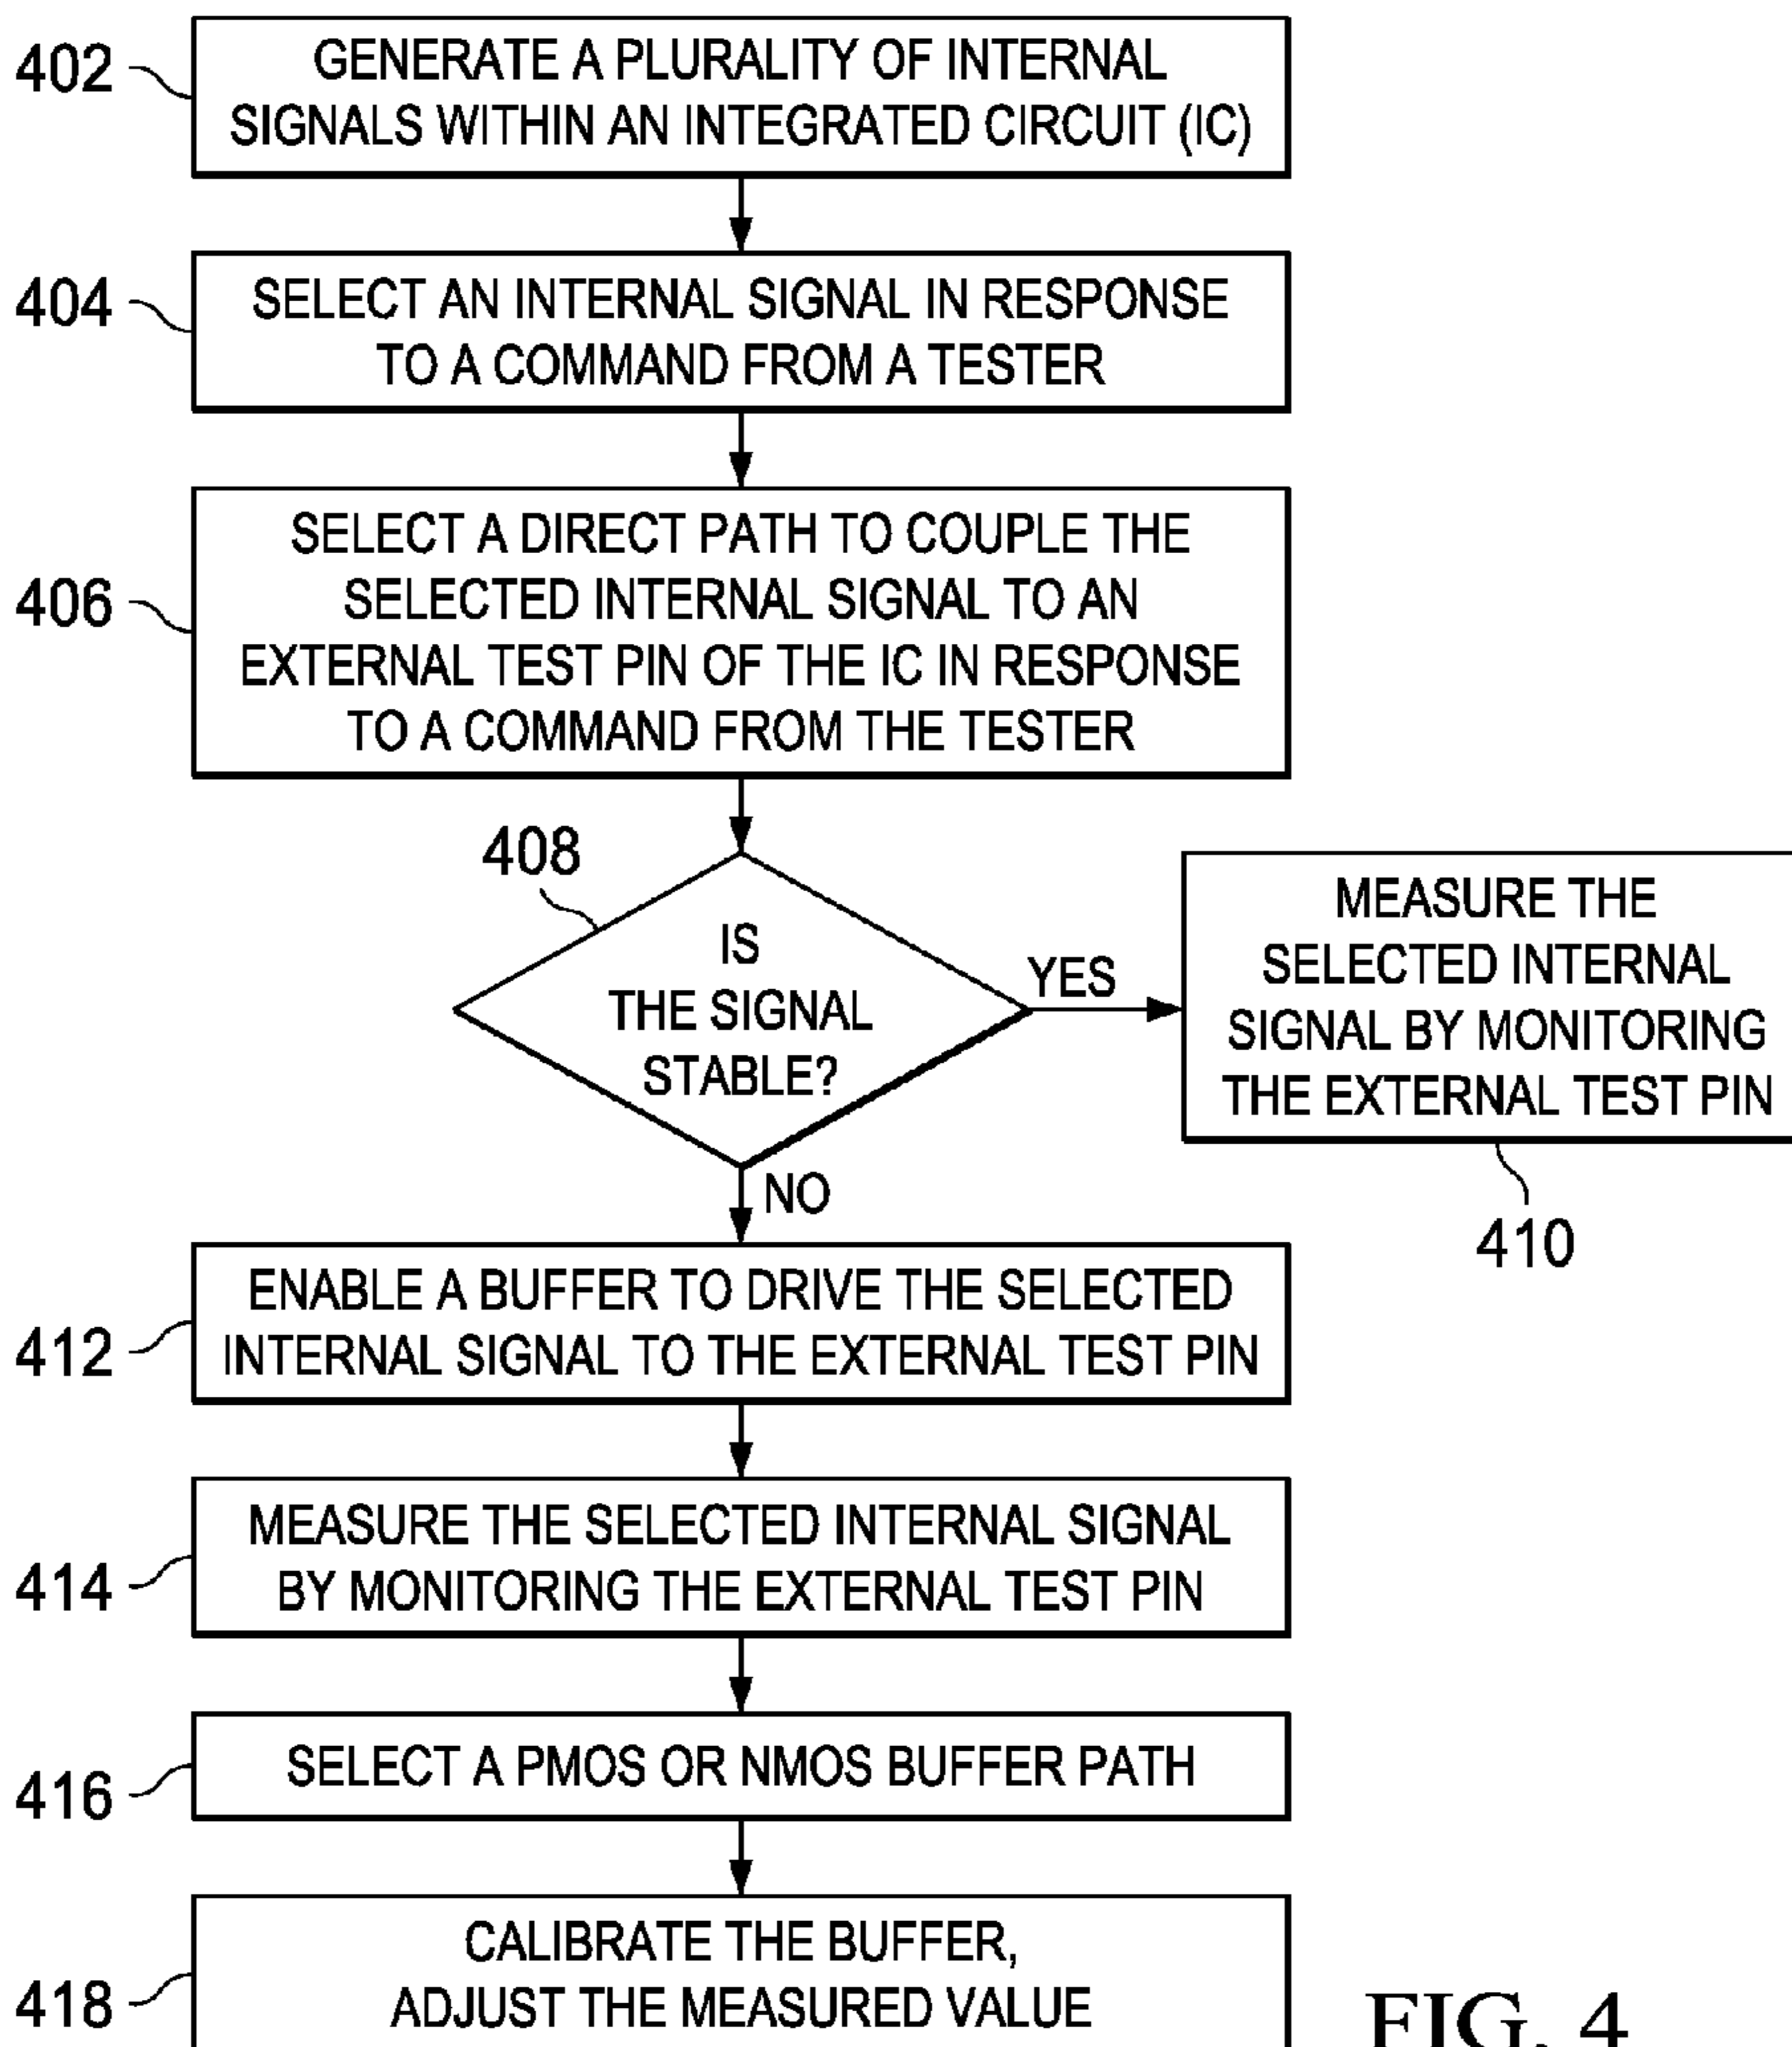 402
GENERATE A PLURALITY OF INTERNAL
SIGNALS WITHIN AN INTEGRATED CIRCUIT (IC)
404
SELECT AN INTERNAL SIGNAL IN RESPONSE
TO A COMMAND FROM A TESTER
406
SELECT A DIRECT PATH TO COUPLE THE
SELECTED INTERNAL SIGNAL TO AN
EXTERNAL TEST PIN OF THE IC IN RESPONSE
TO A COMMAND FROM THE TESTER
408
IS
THE SIGNAL
STABLE?
YES
MEASURE THE
SELECTED INTERNAL
SIGNAL BY MONITORING
THE EXTERNAL TEST PIN
410
NO
412
ENABLE A BUFFER TO DRIVE THE SELECTED
INTERNAL SIGNAL TO THE EXTERNAL TEST PIN
414
MEASURE THE SELECTED INTERNAL SIGNAL
BY MONITORING THE EXTERNAL TEST PIN
416
SELECT A PMOS OR NMOS BUFFER PATH
418
CALIBRATE THE BUFFER,
ADJUST THE MEASURED VALUE
FIG. 4